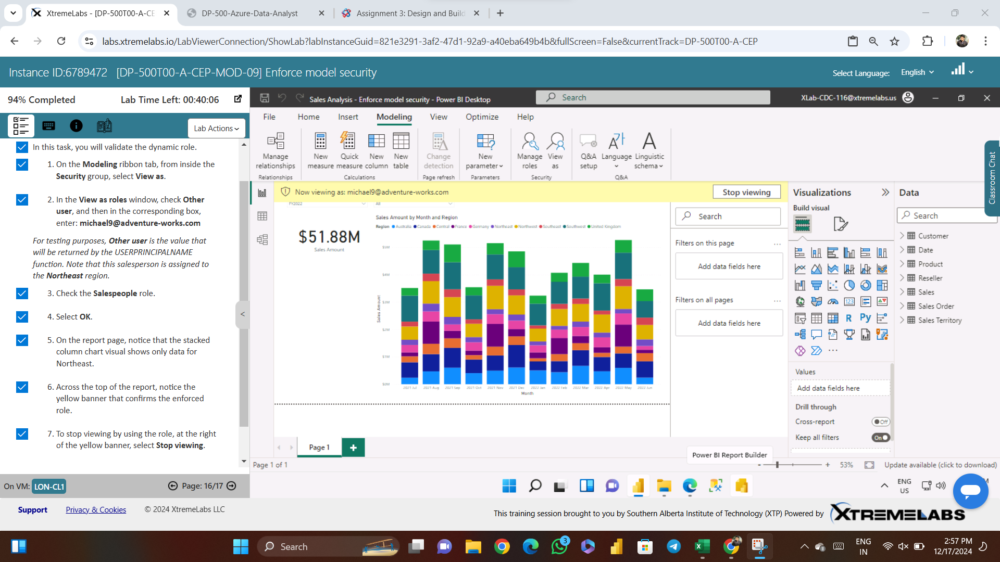 XtremeLabs - [DP-500T00-A-CE
DP-500-Azure-Data-Analyst
Assignment 3: Design and Build
labs.xtremelabs.io/LabViewerConnection/ShowLab?labInstanceGuid=821e3291-3af2-47d1-92a9-a40eba649b4b&fullScreen=False&currentTrack=DP-500T00-A-CEP
Instance ID:6789472 [DP-500T00-A-CEP-MOD-09] Enforce model security
Select Language:
English
94% Completed
Lab Time Left: 00:40:06
Lab Actions
In this task, you will validate the dynamic role.
1. On the Modeling ribbon tab, from inside the
Security group, select View as.
2. In the View as roles window, check Other
user, and then in the corresponding box,
enter: michael9@adventure-works.com
For testing purposes, Other user is the value that
will be returned by the USERPRINCIPALNAME
function. Note that this salesperson is assigned to
the Northeast region.
3. Check the Salespeople role.
4. Select OK.
5. On the report page, notice that the stacked
column chart visual shows only data for
Northeast.
6. Across the top of the report, notice the
yellow banner that confirms the enforced
role.
7. To stop viewing by using the role, at the right
of the yellow banner, select Stop viewing.
On VM: LON-CL1
Page: 16/17
Sales Analysis - Enforce model security - Power BI Desktop
Search
XLab-CDC-116@xtremelabs.us
File
Home
Insert
Modeling
View
Optimize
Help
Manage
relationships
New
measure
Quick
measure
New
column
New
table
Change
detection
New
parameter
Manage
roles
View
as
Q&A
setup
Language
Linguistic
schema
Relationships
Calculations
Page refresh
Parameters
Security
Q&A
Now viewing as: michael9@adventure-works.com
Stop viewing
FY2022
All
$51.88M
Sales Amount
Sales Amount by Month and Region
Region Australia Canada Central France Germany Northeast Northwest Southeast Southwest United Kingdom
Sales Amount
$5M
$4M
$3M
$2M
$1M
$0M
2021 Jul
2021 Aug
2021 Sep
2021 Oct
2021 Nov
2021 Dec
2022 Jan
2022 Feb
2022 Mar
2022 Apr
2022 May
2022 Jun
Month
Search
Filters on this page
Add data fields here
Filters on all pages
Add data fields here
Visualizations
Build visual
123
R
Py
Values
Add data fields here
Drill through
Cross-report
Off
Keep all filters
On
Data
Search
Customer
Date
Product
Reseller
Sales
Sales Order
Sales Territory
Classroom Chat
Page 1
Power BI Report Builder
Page 1 of 1
53%
Update available (click to download)
ENG
US
M
Support
Privacy & Cookies
© 2024 XtremeLabs LLC
This training session brought to you by Southern Alberta Institute of Technology (XTP) Powered by
XTREMELABS
Search
3
ENG
IN
2:57 PM
12/17/2024